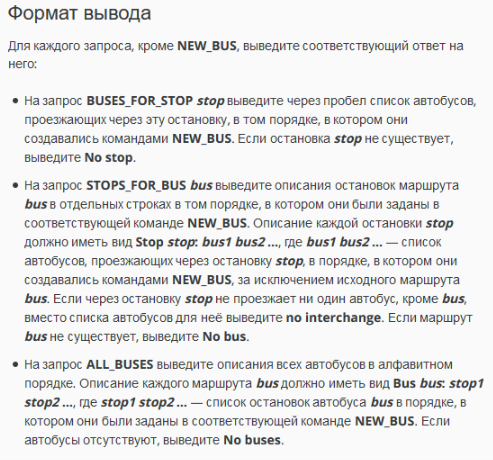 Формат вывода
Для каждого запроса, кроме NEW_BUS, выведите соответствующий ответ на
него:
• На запрос BUSES_FOR_STOP stop выведите через пробел список автобусов,
проезжающих через эту остановку, в том порядке, в котором они
создавались командами NEW_BUS. Если остановка stop не существует,
выведите No stop.
• На запрос STOPS_FOR_BUS bus выведите описания остановок маршрута
bus в отдельных строках в том порядке, в котором они были заданы в
соответствующей команде NEW_BUS. Описание каждой остановки stop
должно иметь вид Stop stop: bus1 bus2 ..., где bus1 bus2 ... — список
автобусов, проезжающих через остановку stop, в порядке, в котором они
создавались командами NEW_BUS, за исключением исходного маршрута
bus. Если через остановку stop не проезжает ни один автобус, кроме bus,
вместо списка автобусов для неё выведите no interchange. Если маршрут
bus не существует, выведите No bus.
• На запрос ALL_BUSES выведите описания всех автобусов в алфавитном
порядке. Описание каждого маршрута bus должно иметь вид Bus bus: stop1
stop2 ..., где stop1 stop2 ... — список остановок автобуса bus в порядке, в
котором они были заданы в соответствующей команде NEW_BUS. Если
автобусы отсутствуют, выведите No buses.